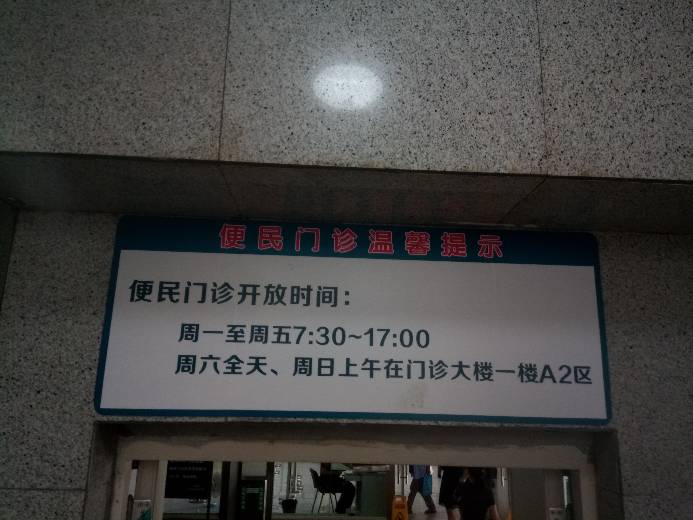 便民门诊温馨提示
便民门诊开放时间：
周一至周五7:30~17:00
周六全天、周日上午在门诊大楼一楼A2区